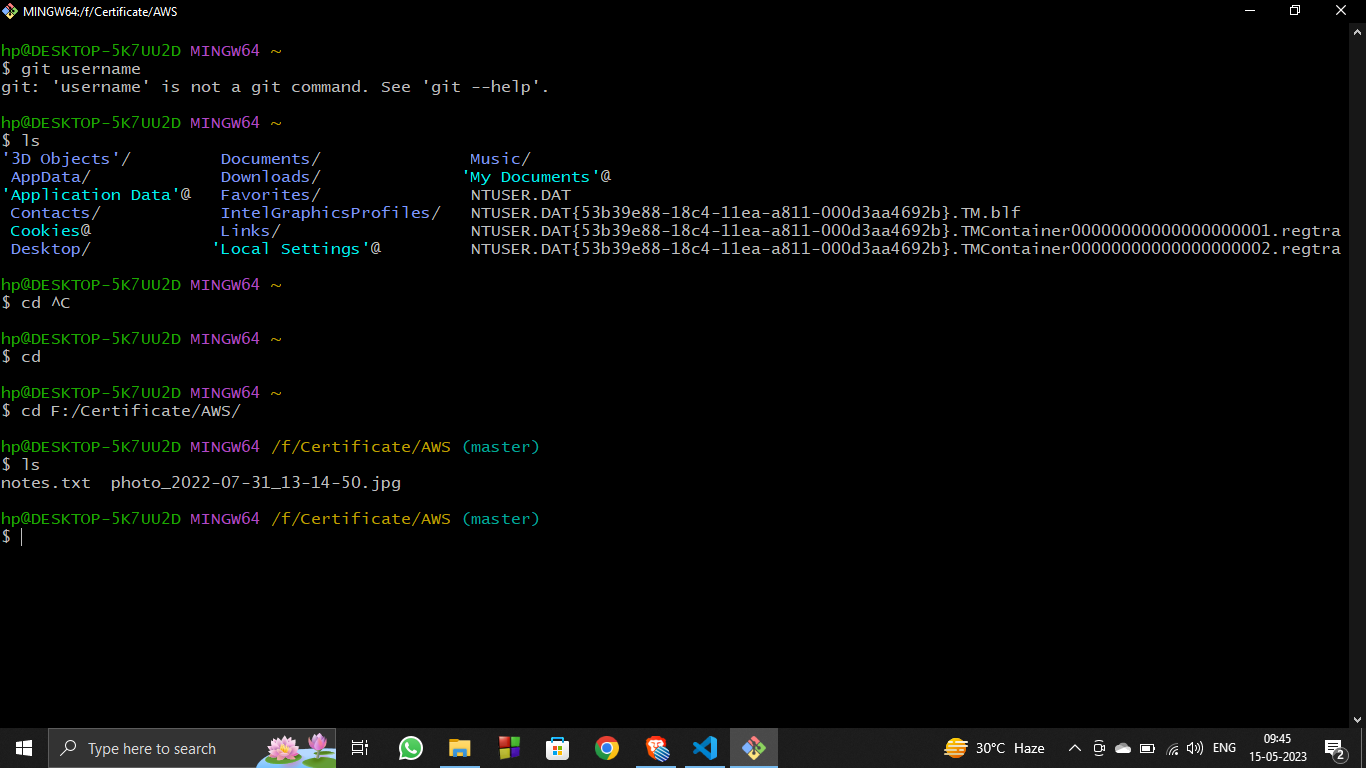 MINGW64:/f/Certificate/AWS
hp@DESKTOP-5K7UU2D MINGW64 ~
$ git username
git: 'username' is not a git command. See 'git --help'.
hp@DESKTOP-5K7UU2D MINGW64 ~
$ ls
'3D Objects'/ Documents/ Music/
AppData/ Downloads/ 'My Documents'@
'Application Data'@ Favorites/ NTUSER.DAT
Contacts/ IntelGraphicsProfiles/ NTUSER.DAT{53b39e88-18c4-11ea-a811-000d3aa4692b}.TM.blf
Cookies@ Links/ NTUSER.DAT{53b39e88-18c4-11ea-a811-000d3aa4692b}.TMContainer00000000000000000001.regtra
Desktop/ 'Local Settings'@ NTUSER.DAT{53b39e88-18c4-11ea-a811-000d3aa4692b}.TMContainer00000000000000000002.regtra
hp@DESKTOP-5K7UU2D MINGW64 ~
$ cd ^C
hp@DESKTOP-5K7UU2D MINGW64 ~
$ cd
hp@DESKTOP-5K7UU2D MINGW64 ~
$ cd F:/Certificate/AWS/
hp@DESKTOP-5K7UU2D MINGW64 /f/Certificate/AWS (master)
$ ls
notes.txt photo_2022-07-31_13-14-50.jpg
hp@DESKTOP-5K7UU2D MINGW64 /f/Certificate/AWS (master)
$
Type here to search
30°C Haze
ENG
09:45
15-05-2023
2